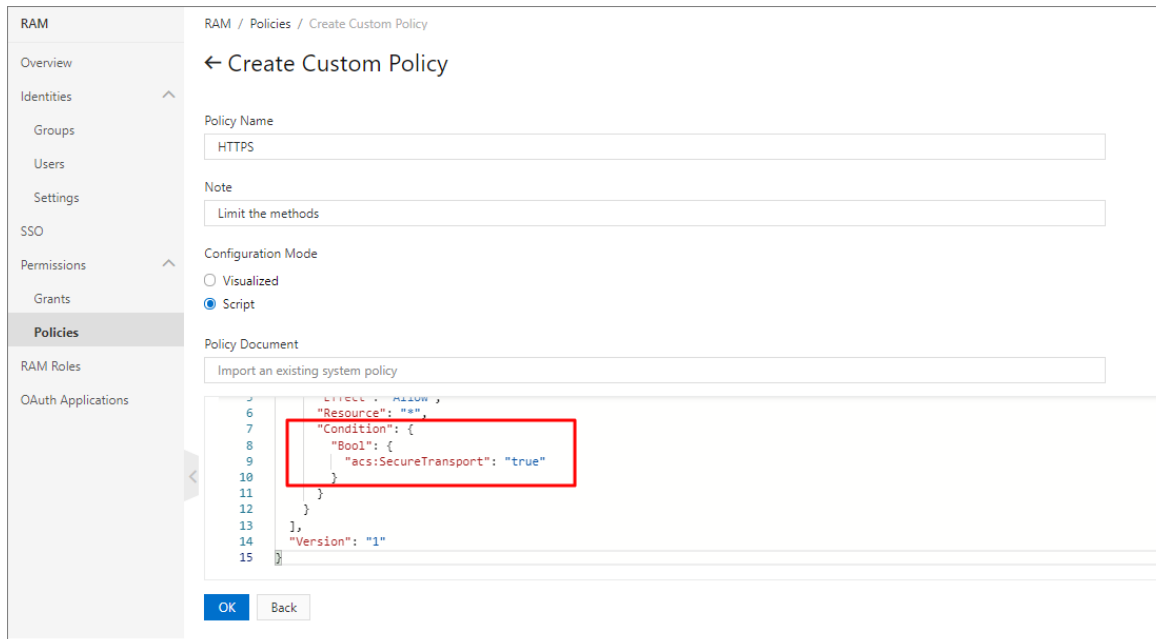 RAM
Overview
Identities
Groups
Users
Settings
SSO
Permissions
Grants
Policies
RAM Roles
OAuth Applications
RAM / Policies / Create Custom Policy
← Create Custom Policy
Policy Name
HTTPS
Note
Limit the methods
Configuration Mode
Visualized
Script
Policy Document
Import an existing system policy
5 "Effect": "Allow",
6 "Resource": "*",
7 "Condition": {
8 "Bool": {
9 "acs:SecureTransport": "true"
10 }
11 }
12 }
13 ],
14 "Version": "1"
15 }
OK Back